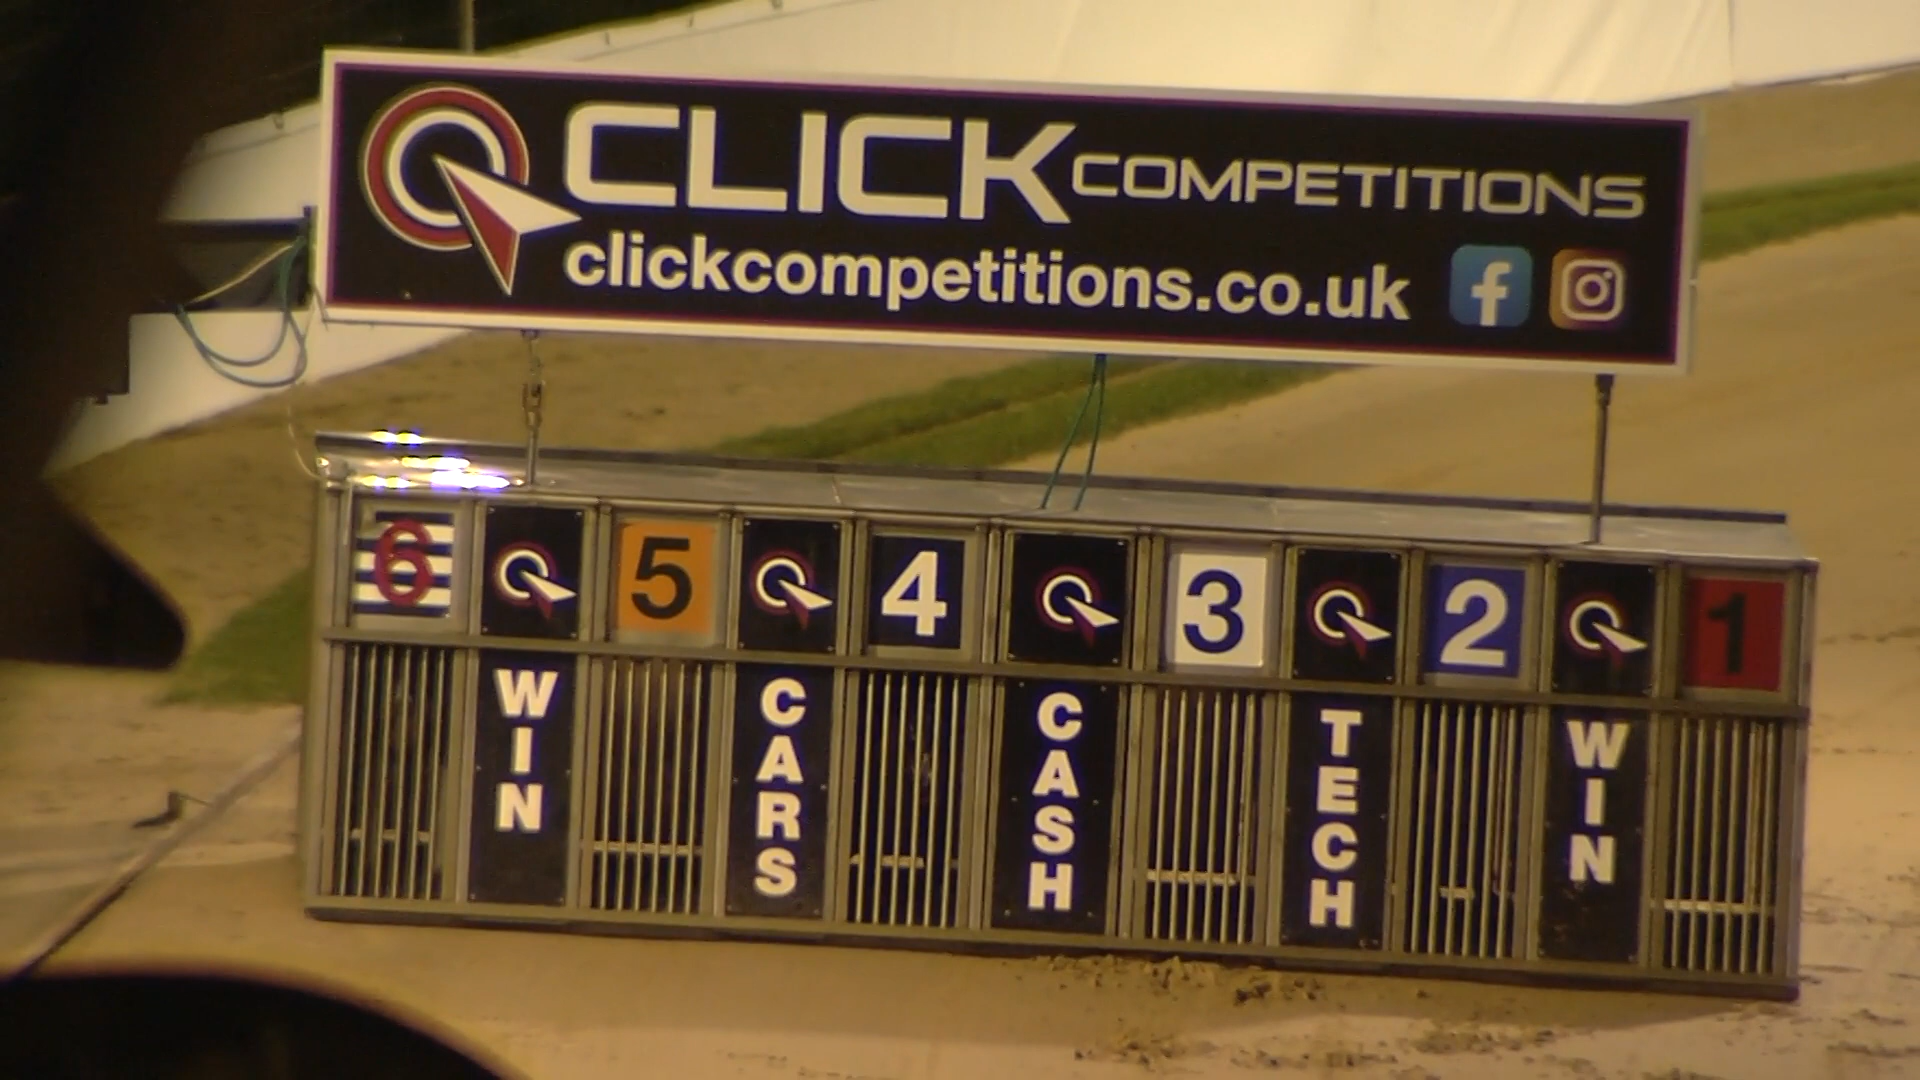 CLICK COMPETITIONS
clickcompetitions.co.uk
6 5 4 3 2 1
WIN
CARS
CASH
TECH
WIN